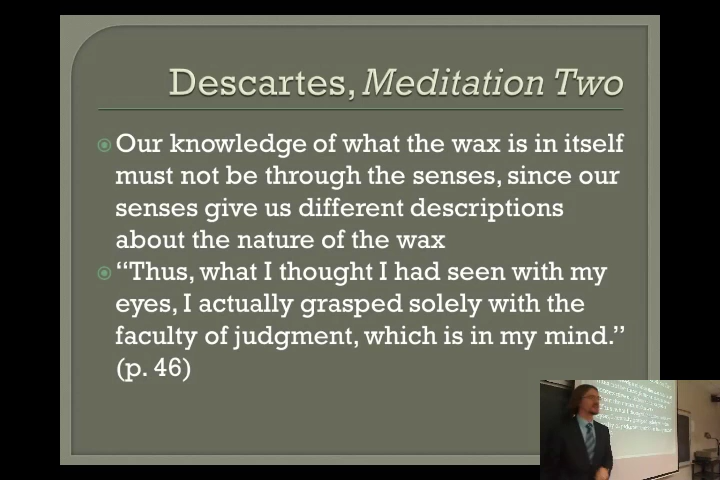 Descartes, Meditation Two
Our knowledge of what the wax is in itself
must not be through the senses, since our
senses give us different descriptions
about the nature of the wax
“Thus, what I thought I had seen with my
eyes, I actually grasped solely with the
faculty of judgment, which is in my mind.”
(p. 46)